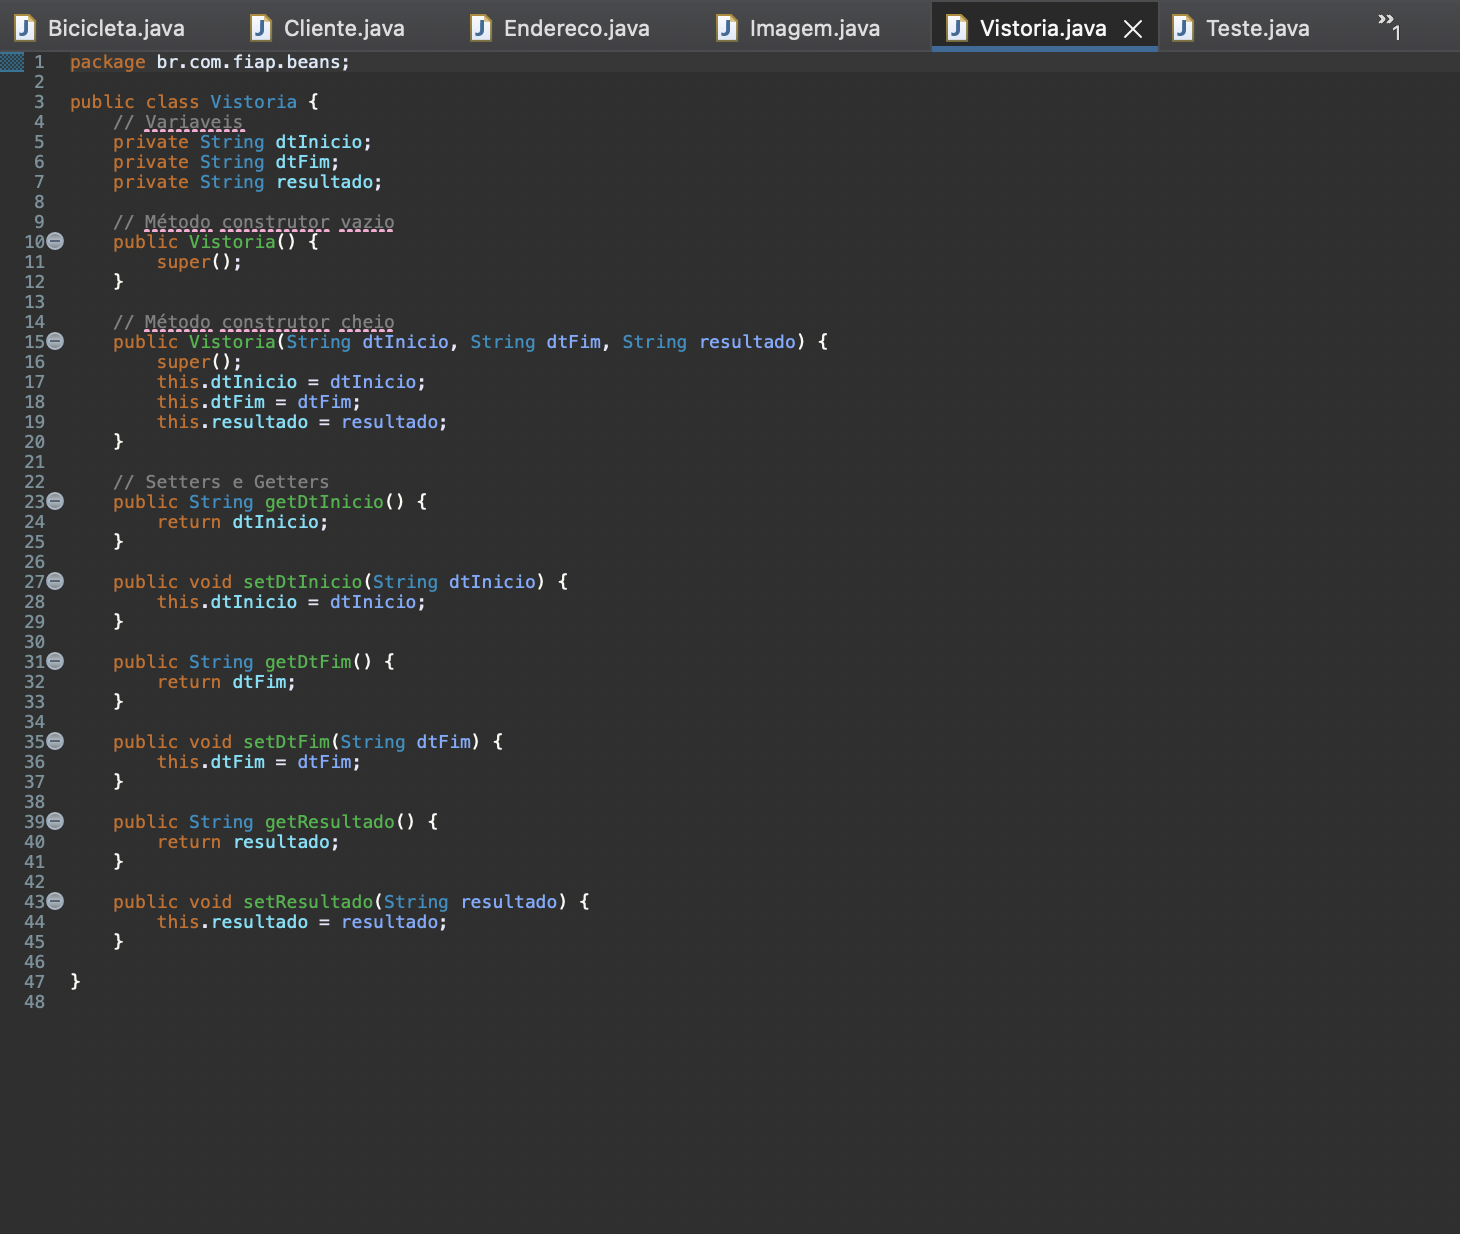 Bicicleta.java Cliente.java Endereco.java Imagem.java Vistoria.java Teste.java »1
1 package br.com.fiap.beans;
2
3 public class Vistoria {
4     // Variaveis
5     private String dtInicio;
6     private String dtFim;
7     private String resultado;
8
9     // Método construtor vazio
10     public Vistoria() {
11         super();
12     }
13
14     // Método construtor cheio
15     public Vistoria(String dtInicio, String dtFim, String resultado) {
16         super();
17         this.dtInicio = dtInicio;
18         this.dtFim = dtFim;
19         this.resultado = resultado;
20     }
21
22     // Setters e Getters
23     public String getDtInicio() {
24         return dtInicio;
25     }
26
27     public void setDtInicio(String dtInicio) {
28         this.dtInicio = dtInicio;
29     }
30
31     public String getDtFim() {
32         return dtFim;
33     }
34
35     public void setDtFim(String dtFim) {
36         this.dtFim = dtFim;
37     }
38
39     public String getResultado() {
40         return resultado;
41     }
42
43     public void setResultado(String resultado) {
44         this.resultado = resultado;
45     }
46
47 }
48